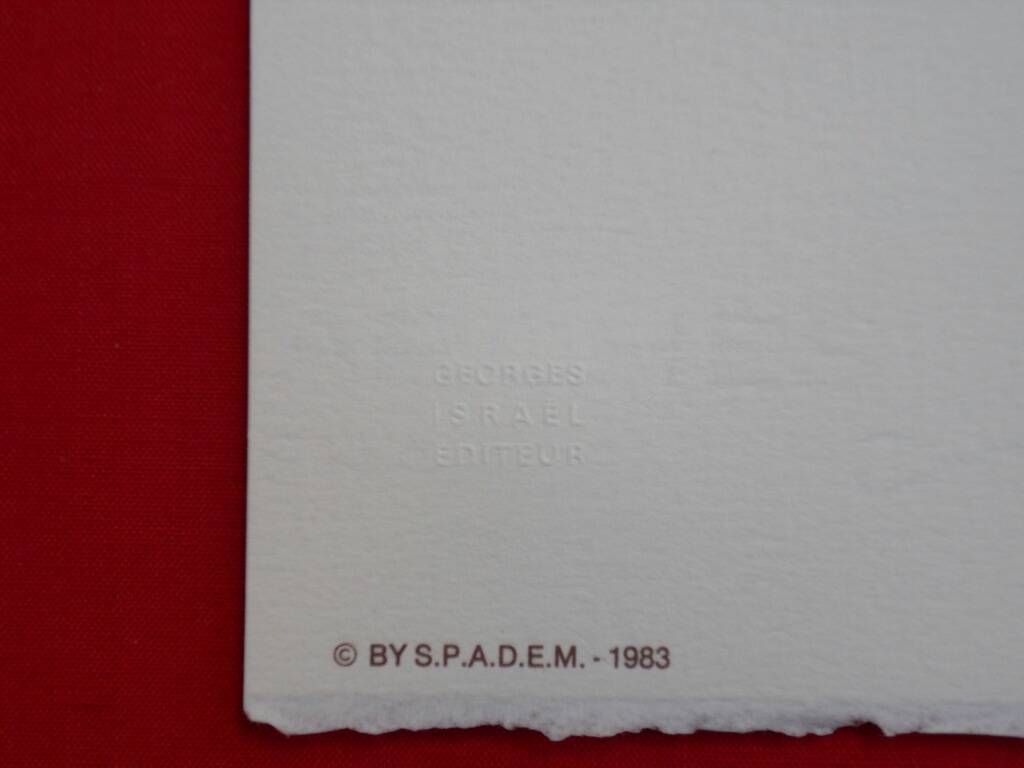 GEORGES
ISRAËL
EDITEUR
© BY S.P.A.D.E.M. - 1983